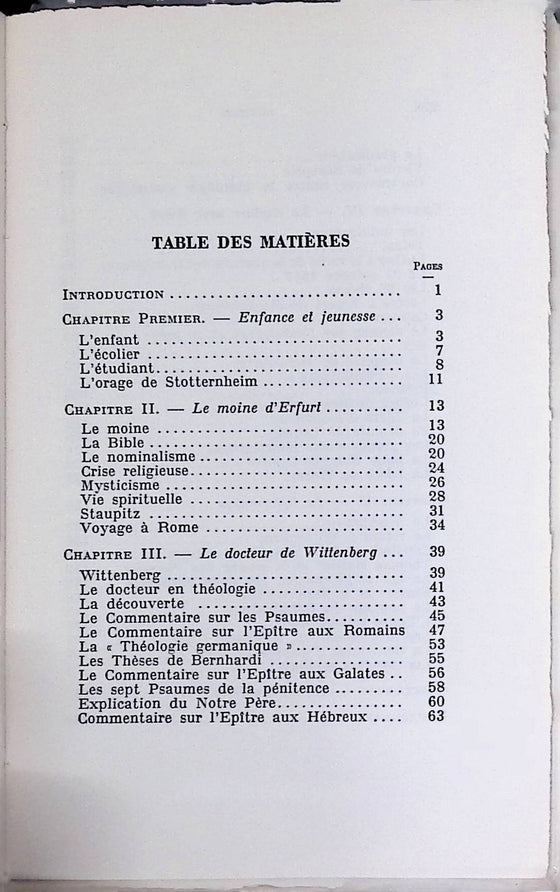 TABLE DES MATIÈRES
PAGES
INTRODUCTION .............................. 1
CHAPITRE PREMIER. — Enfance et jeunesse ... 3
L'enfant ................................ 3
L'écolier ................................ 7
L'étudiant............................... 8
L'orage de Stotternheim .................. 11
CHAPITRE II. — Le moine d'Erfurt .......... 13
Le moine ............................... 13
La Bible ................................ 20
Le nominalisme .......................... 20
Crise religieuse........................... 24
Mysticisme .............................. 26
Vie spirituelle ........................... 28
Staupitz ................................ 31
Voyage à Rome ......................... 34
CHAPITRE III. — Le docteur de Wittenberg ... 39
Wittenberg .............................. 39
Le docteur en théologie .................. 41
La découverte .......................... 43
Le Commentaire sur les Psaumes.......... 45
Le Commentaire sur l'Epître aux Romains 47
La « Théologie germanique » .............. 53
Les Thèses de Bernhardi ................. 55
Le Commentaire sur l'Epître aux Galates .. 56
Les sept Psaumes de la pénitence ......... 58
Explication du Notre Père................ 60
Commentaire sur l'Epître aux Hébreux .... 63